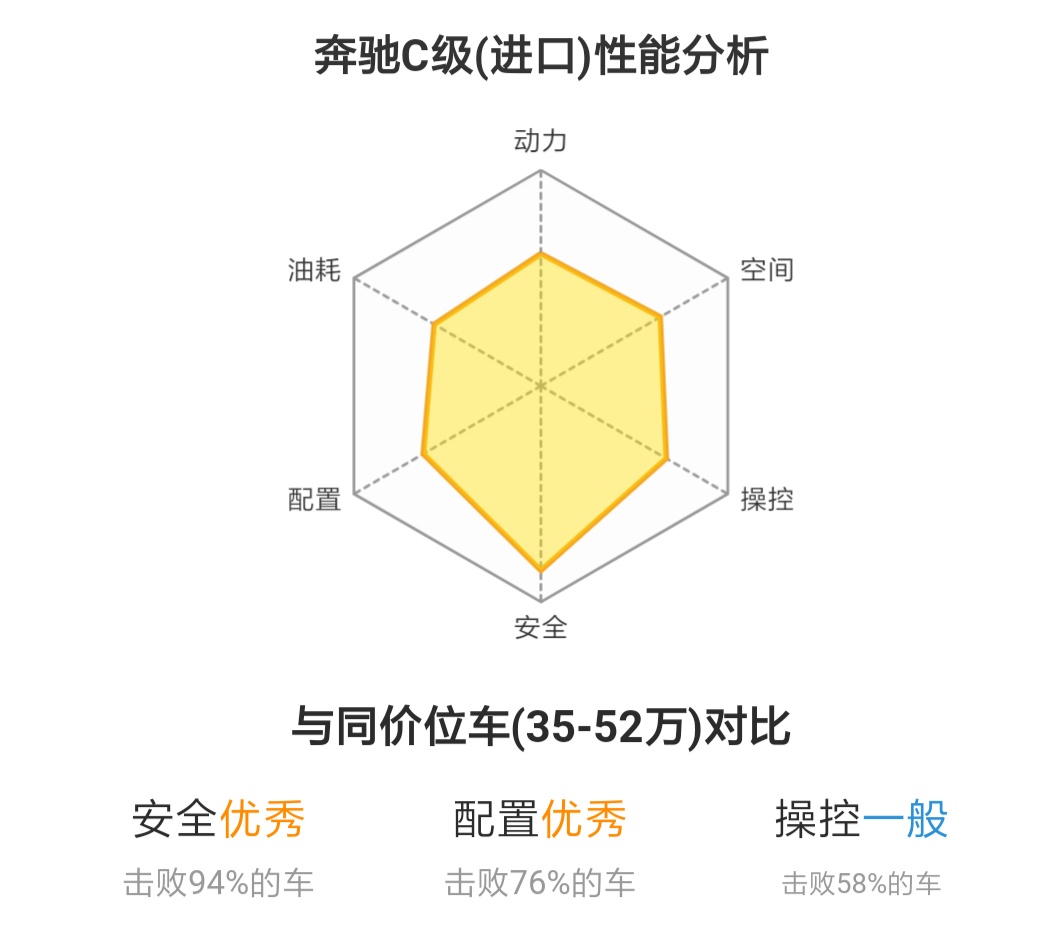 奔驰C级(进口)性能分析
动力
油耗
空间
配置
操控
安全
与同价位车(35-52万)对比
安全优秀
配置优秀
操控一般
击败94%的车
击败76%的车
击败58%的车